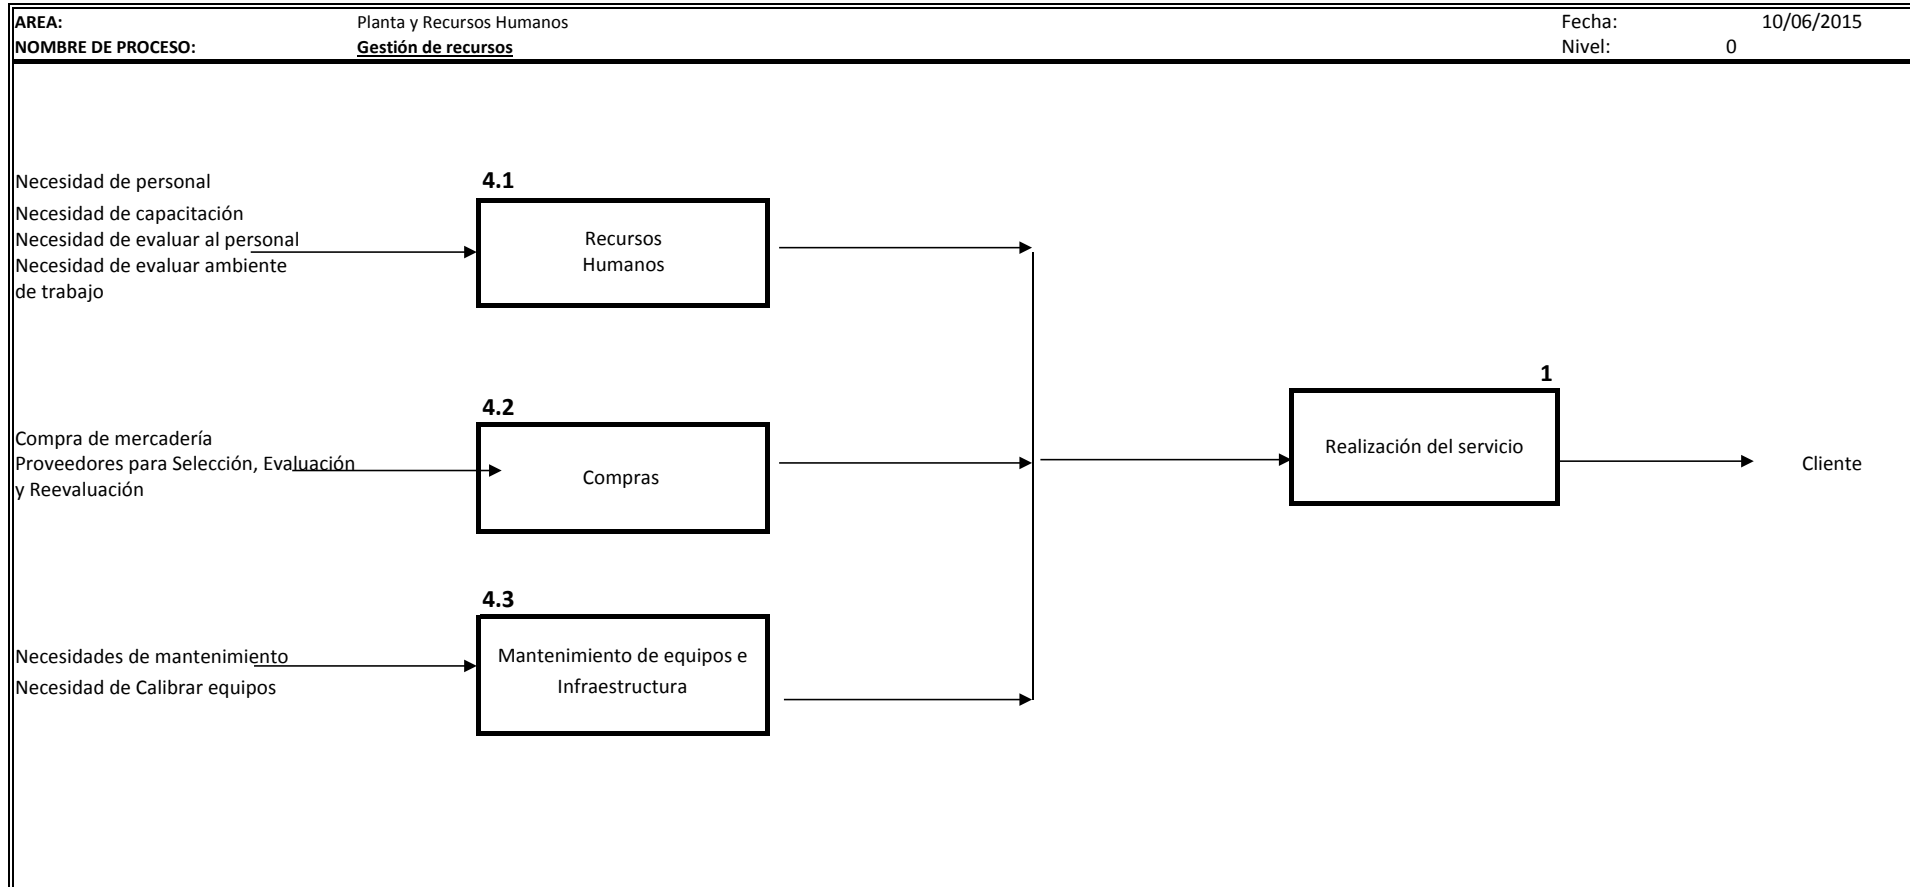 AREA: Planta y Recursos Humanos Fecha: 10/06/2015
NOMBRE DE PROCESO: Gestión de recursos Nivel: 0
Necesidad de personal
Necesidad de capacitación
Necesidad de evaluar al personal
Necesidad de evaluar ambiente
de trabajo
4.1
Recursos
Humanos
Compra de mercadería
Proveedores para Selección, Evaluación
y Reevaluación
4.2
Compras
Necesidades de mantenimiento
Necesidad de Calibrar equipos
4.3
Mantenimiento de equipos e
Infraestructura
1
Realización del servicio
Cliente